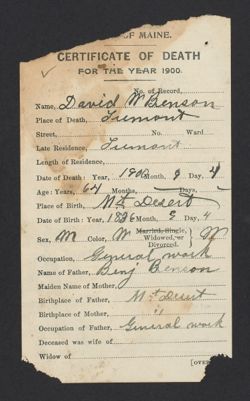 OF MAINE.
CERTIFICATE OF DEATH
FOR THE YEAR 1900.
No. of Record,
Name, David W Benson
Place of Death, Tremont
Street, No. Ward
Late Residence, Tremont
Length of Residence,
Date of Death: Year, 1900 Month, 9 Day, 4
Age: Years, 64 Months, Days,
Place of Birth, Mt Desert
Date of Birth: Year, 1836 Month, 9 Day, 4
Sex, M Color, W Married, Single, Widowed, or Divorced. W
Occupation, General work
Name of Father, Benj Benson
Maiden Name of Mother,
Birthplace of Father, Mt Desert
Birthplace of Mother, "
Occupation of Father, General work
Deceased was wife of
Widow of
[OVER